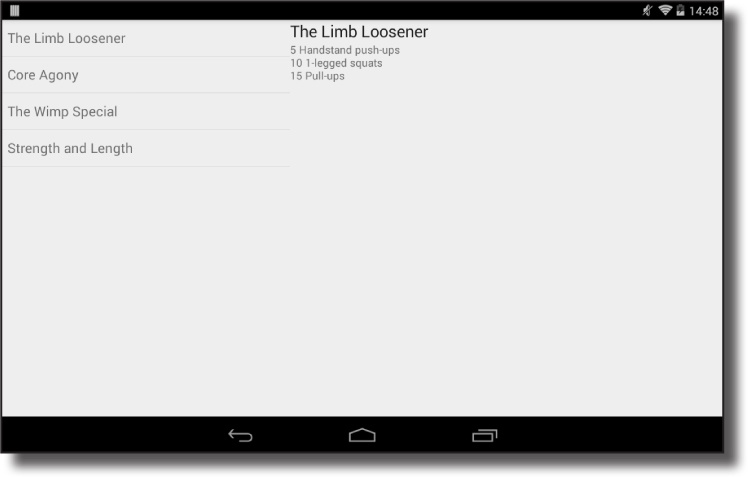 14:48
The Limb Loosener
Core Agony
The Wimp Special
Strength and Length
The Limb Loosener
5 Handstand push-ups
10 1-legged squats
15 Pull-ups